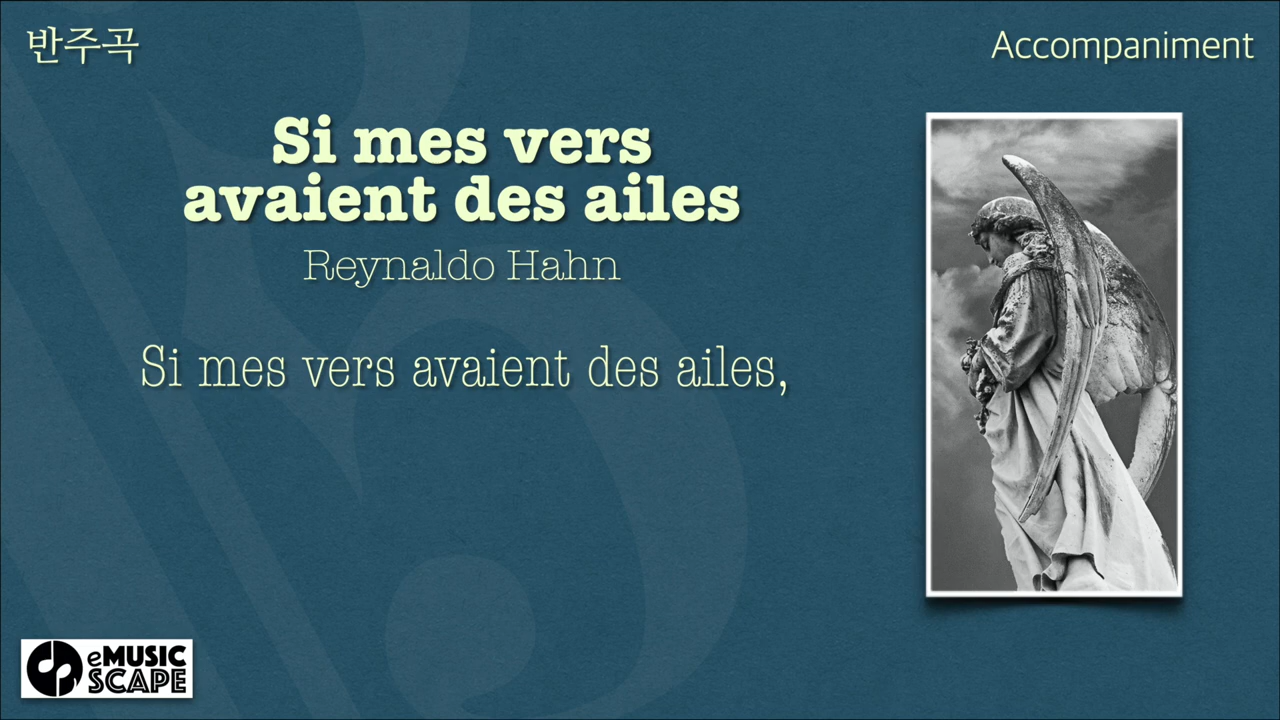 반주곡
Accompaniment
Si mes vers
avaient des ailes
Reynaldo Hahn
Si mes vers avaient des ailes,
eMUSIC
SCAPE